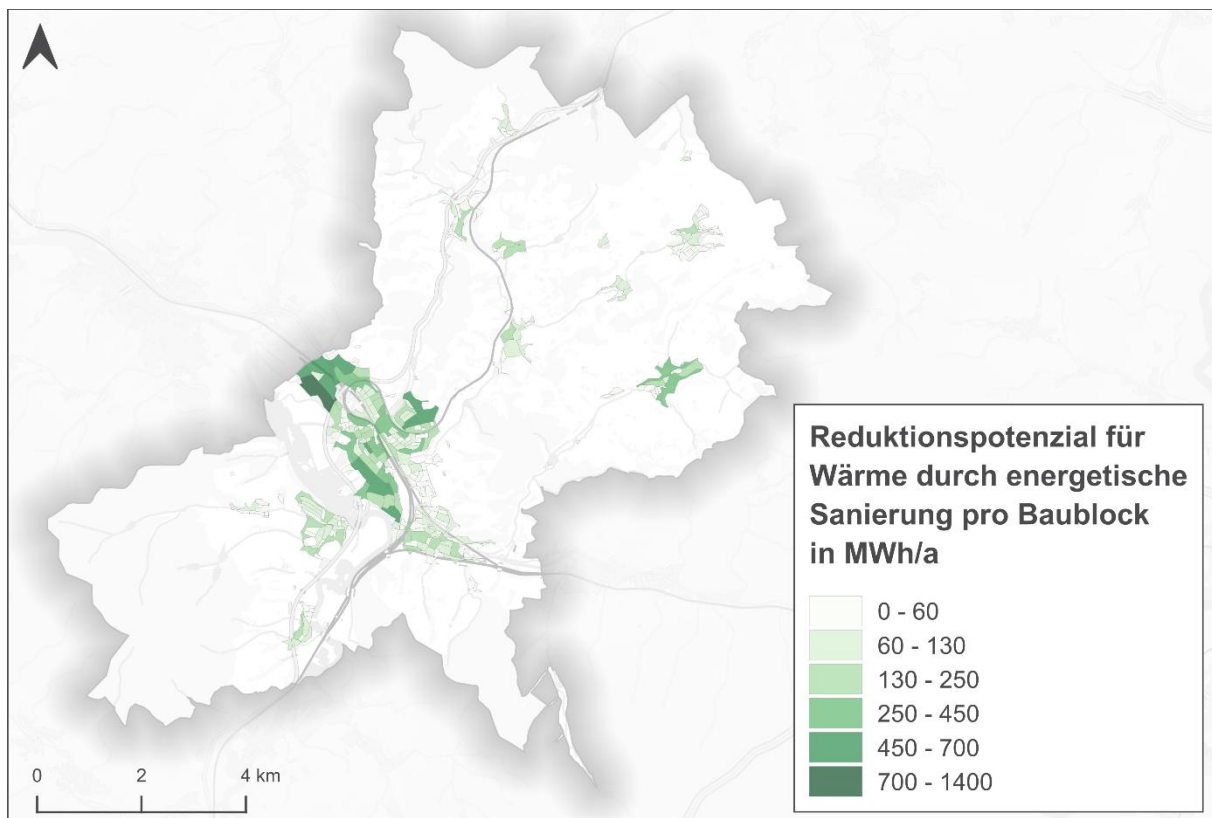 Reduktionspotenzial für
Wärme durch energetische
Sanierung pro Baublock
in MWh/a
0 - 60
60 - 130
130 - 250
250 - 450
450 - 700
700 - 1400
0 2 4 km